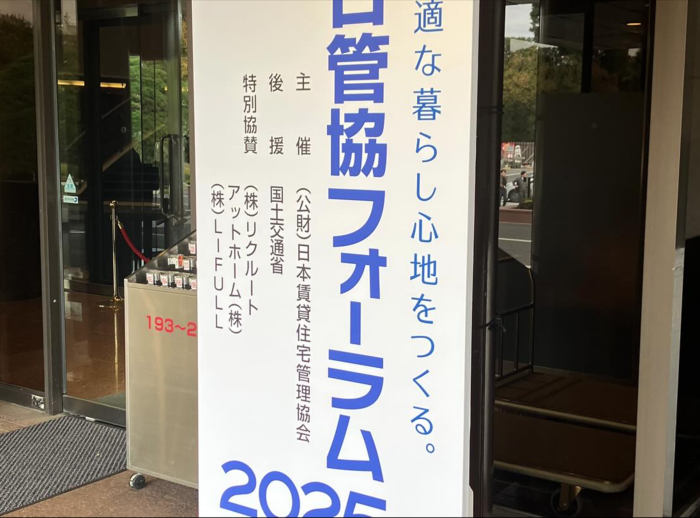 適な暮らし心地をつくる。
日管協フォーラム
2025
主催 (公財)日本賃貸住宅管理協会
後援 国土交通省
特別協賛 (株)リクルート
アットホーム(株)
(株)LIFULL
193〜2